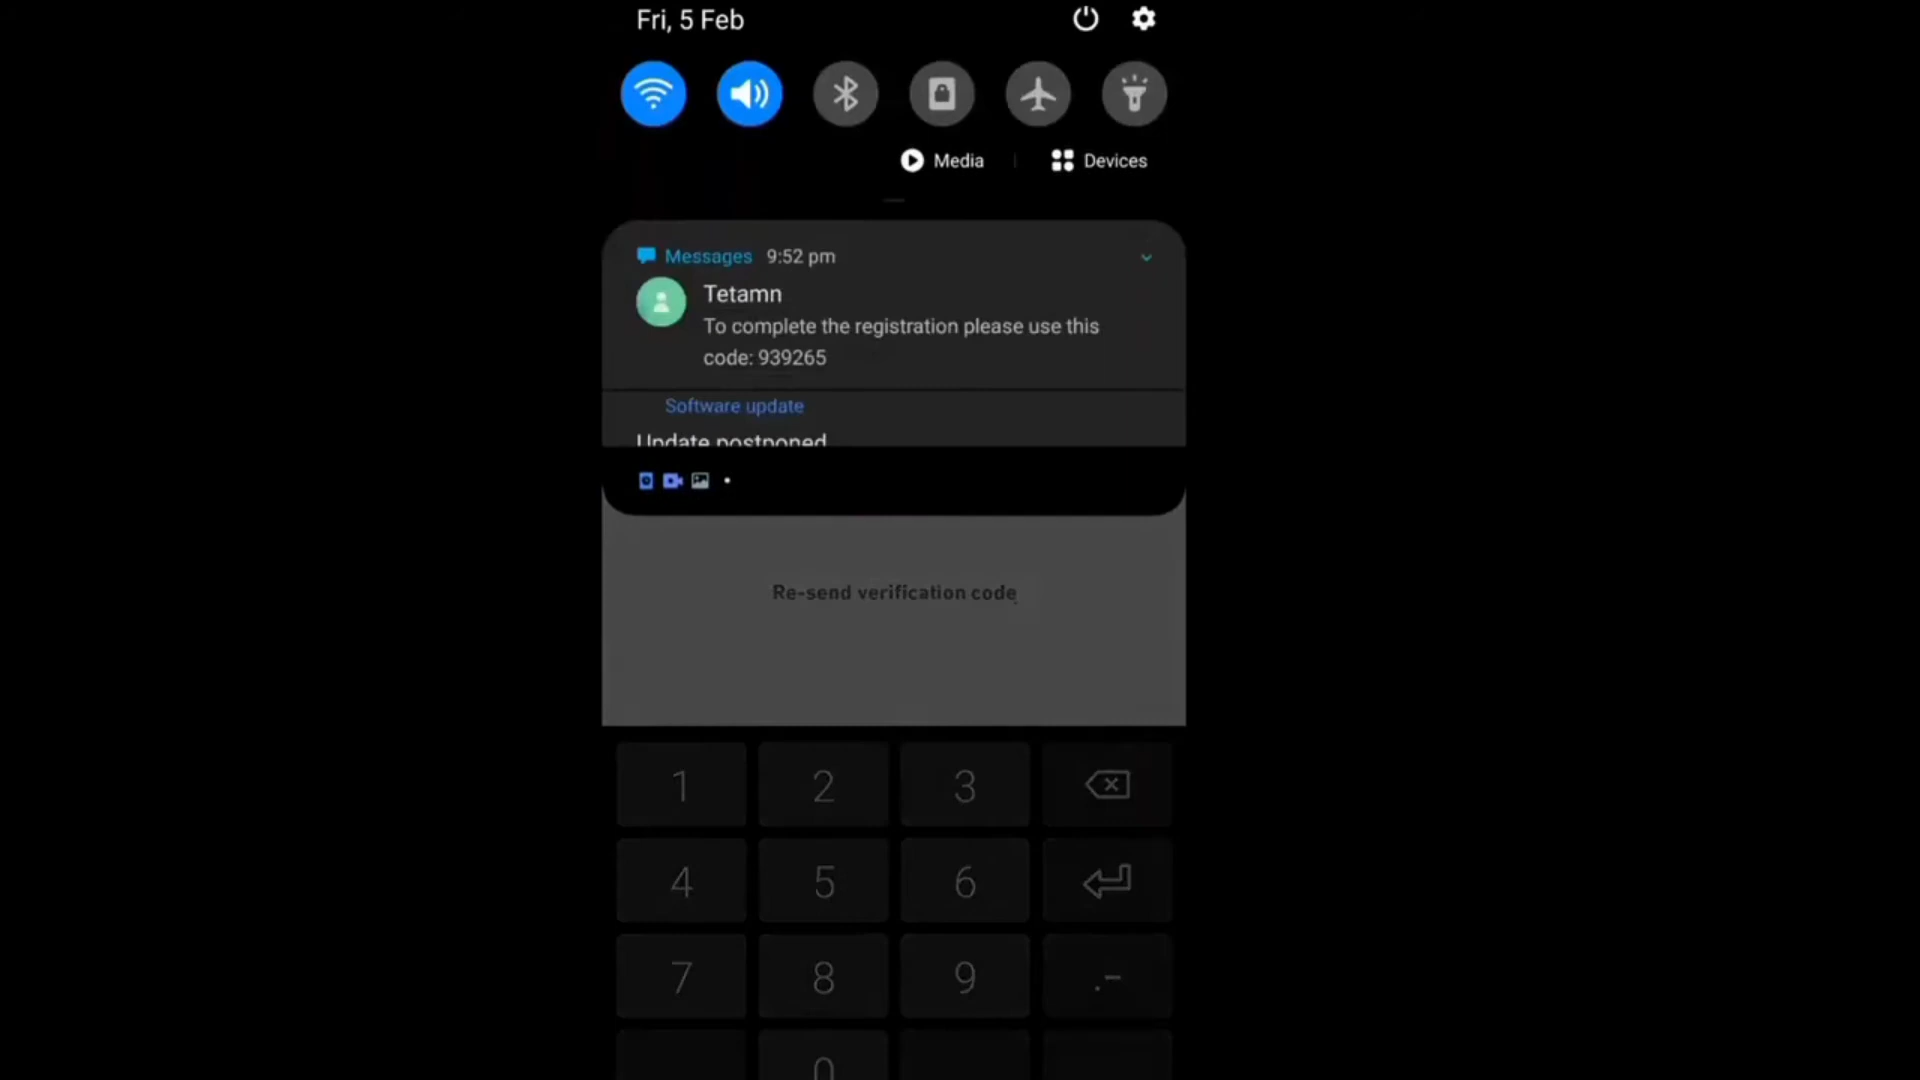 Fri, 5 Feb
Media
Devices
Messages 9:52 pm
Tetamn
To complete the registration please use this
code: 939265
Software update
Update postponed
Re-send verification code
1 2 3
4 5 6
7 8 9 .-
0